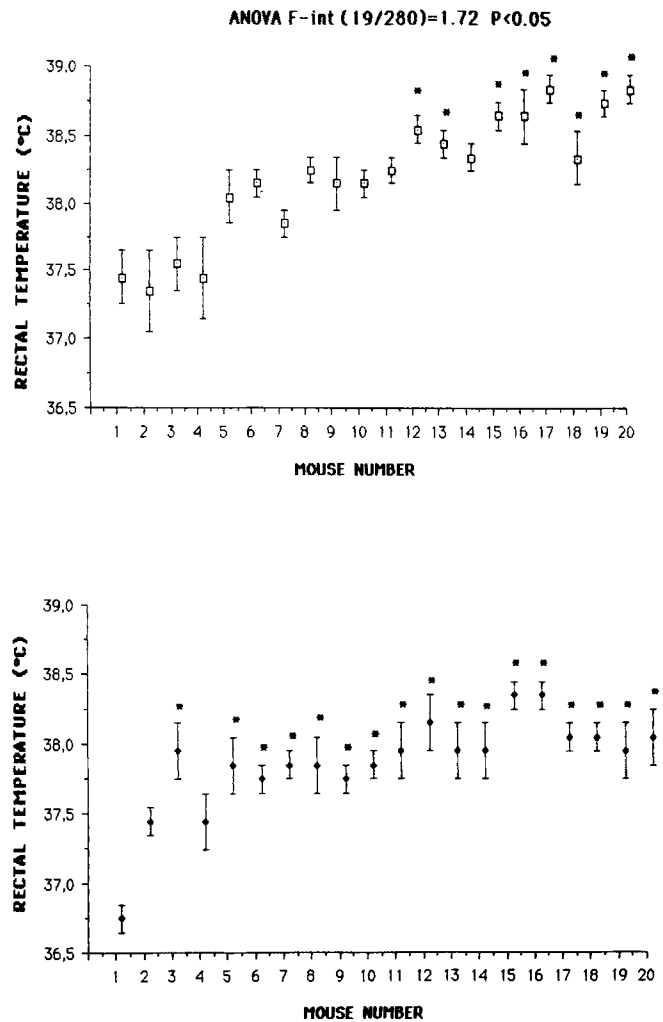 ANOVA F-int (19/280)=1.72 P<0.05
RECTAL TEMPERATURE (°C)
39,0
38,5
38,0
37,5
37,0
36,5
* * * * * * * *
1 2 3 4 5 6 7 8 9 10 11 12 13 14 15 16 17 18 19 20
MOUSE NUMBER
RECTAL TEMPERATURE (°C)
39,0
38,5
38,0
37,5
37,0
36,5
* * * * * * * * * * * * * * * * *
1 2 3 4 5 6 7 8 9 10 11 12 13 14 15 16 17 18 19 20
MOUSE NUMBER